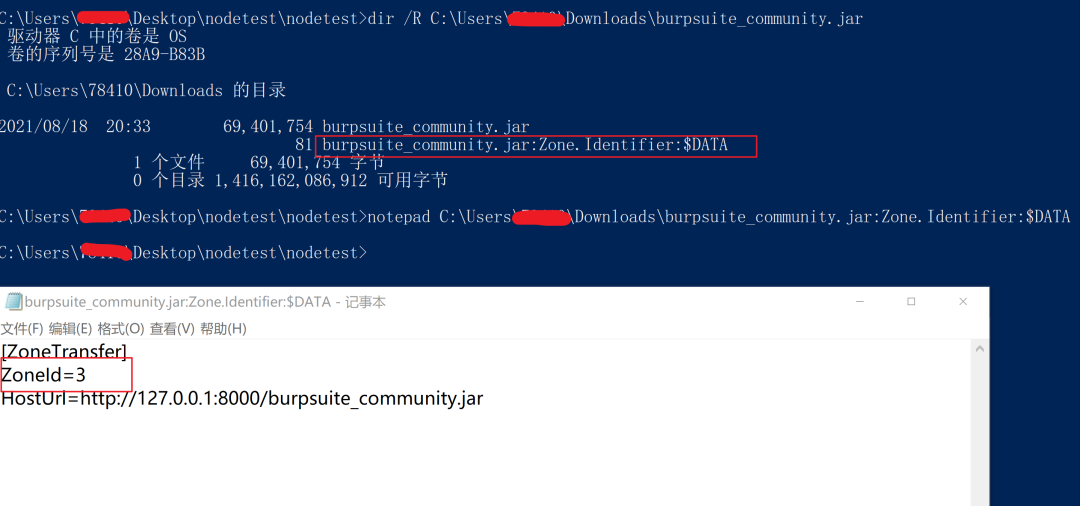 C:\Users\ \Desktop\nodetest\nodetest>dir /R C:\Users\ \Downloads\burpsuite_community.jar
驱动器 C 中的卷是 OS
卷的序列号是 28A9-B83B
C:\Users\78410\Downloads 的目录
2021/08/18 20:33 69,401,754 burpsuite_community.jar
81 burpsuite_community.jar:Zone.Identifier:$DATA
1 个文件 69,401,754 字节
0 个目录 1,416,162,086,912 可用字节
C:\Users\ \Desktop\nodetest\nodetest>notepad C:\Users\ \Downloads\burpsuite_community.jar:Zone.Identifier:$DATA
C:\Users\ \Desktop\nodetest\nodetest>
burpsuite_community.jar:Zone.Identifier:$DATA - 记事本
文件(F) 编辑(E) 格式(O) 查看(V) 帮助(H)
[ZoneTransfer]
ZoneId=3
HostUrl=http://127.0.0.1:8000/burpsuite_community.jar